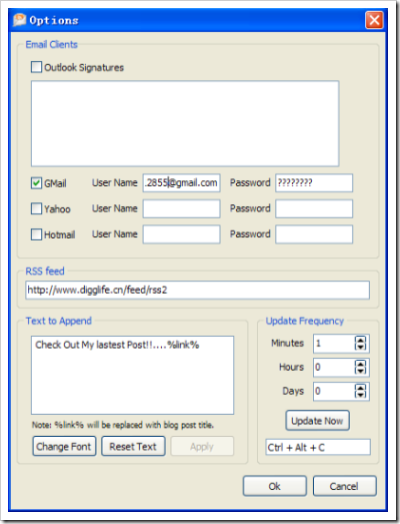 Options
Email Clients
Outlook Signatures
GMail User Name .2855@gmail.com Password ????????
Yahoo User Name Password
Hotmail User Name Password
RSS feed
http://www.digglife.cn/feed/rss2
Text to Append
Check Out My lastest Post!!....%link%
Note: %link% will be replaced with blog post title.
Change Font Reset Text Apply
Update Frequency
Minutes 1
Hours 0
Days 0
Update Now
Ctrl + Alt + C
Ok Cancel